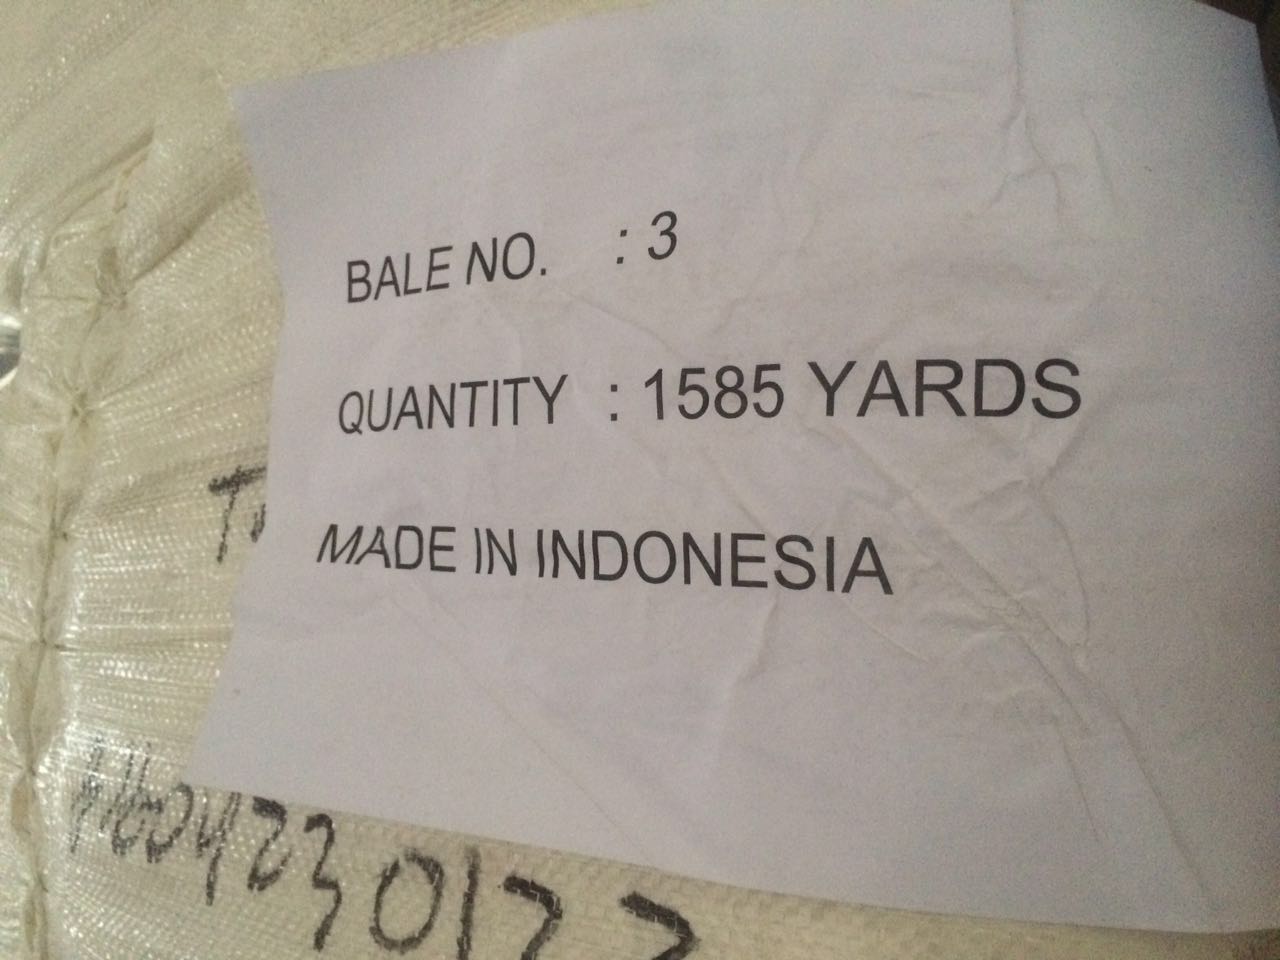 BALE NO. : 3
QUANTITY : 1585 YARDS
MADE IN INDONESIA